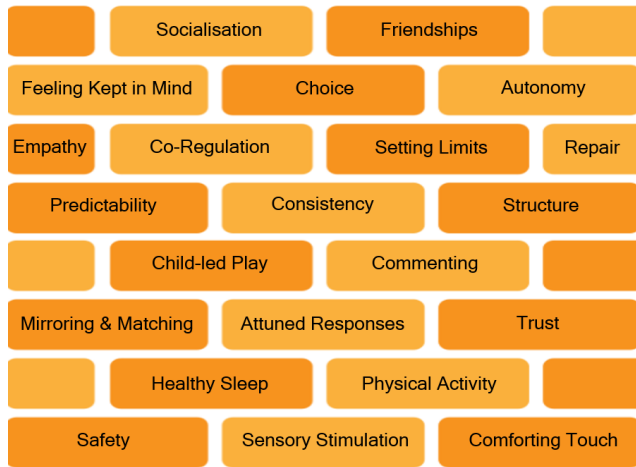 Socialisation Friendships
Feeling Kept in Mind Choice Autonomy
Empathy Co-Regulation Setting Limits Repair
Predictability Consistency Structure
Child-led Play Commenting
Mirroring & Matching Attuned Responses Trust
Healthy Sleep Physical Activity
Safety Sensory Stimulation Comforting Touch